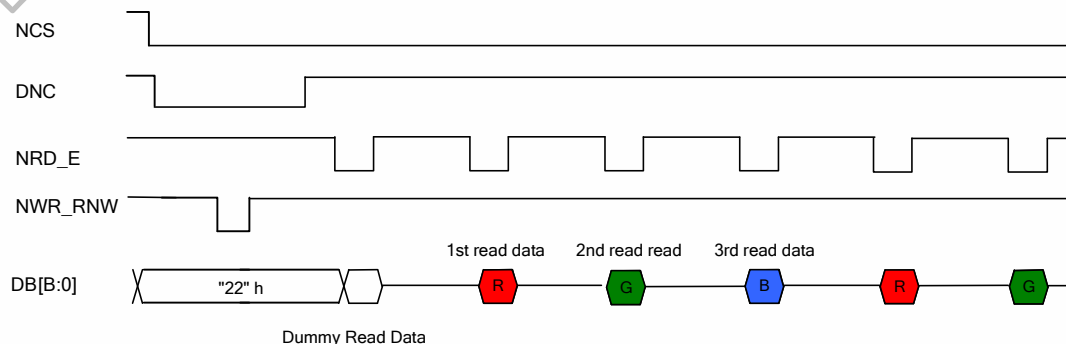 NCS
DNC
NRD_E
NWR_RNW
1st read data 2nd read read 3rd read data
DB[B:0] "22" h R G B R G
Dummy Read Data